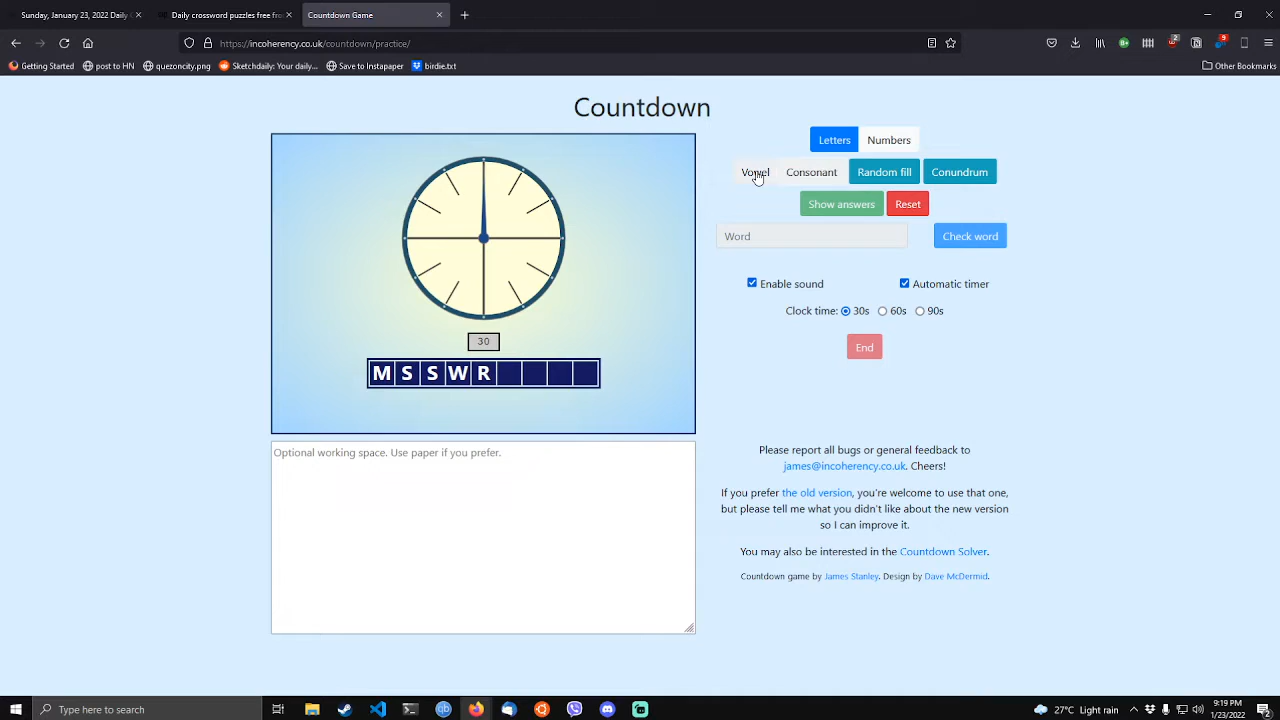 Sunday, January 23, 2022 Daily C
Daily crossword puzzles free fro
Countdown Game
https://incoherency.co.uk/countdown/practice/
Getting Started
post to HN
quezoncity.png
Sketchdaily: Your daily...
Save to Instapaper
birdie.txt
Other Bookmarks
Countdown
Letters Numbers
Vowel Consonant Random fill Conundrum
Show answers Reset
Word Check word
Enable sound Automatic timer
Clock time: 30s 60s 90s
End
30
M S S W R
Optional working space. Use paper if you prefer.
Please report all bugs or general feedback to
james@incoherency.co.uk. Cheers!
If you prefer the old version, you're welcome to use that one,
but please tell me what you didn't like about the new version
so I can improve it.
You may also be interested in the Countdown Solver.
Countdown game by James Stanley. Design by Dave McDermid.
Type here to search
27°C Light rain
9:19 PM
1/23/2022